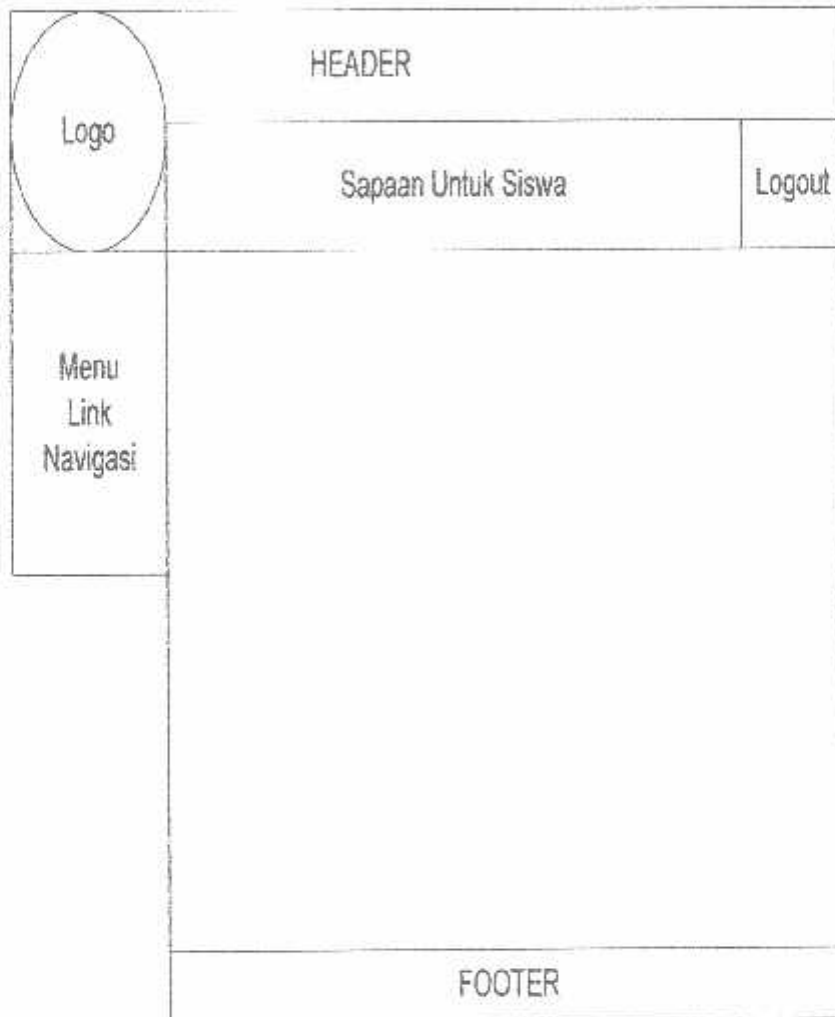 HEADER
Logo
Sapaan Untuk Siswa
Logout
Menu
Link
Navigasi
FOOTER